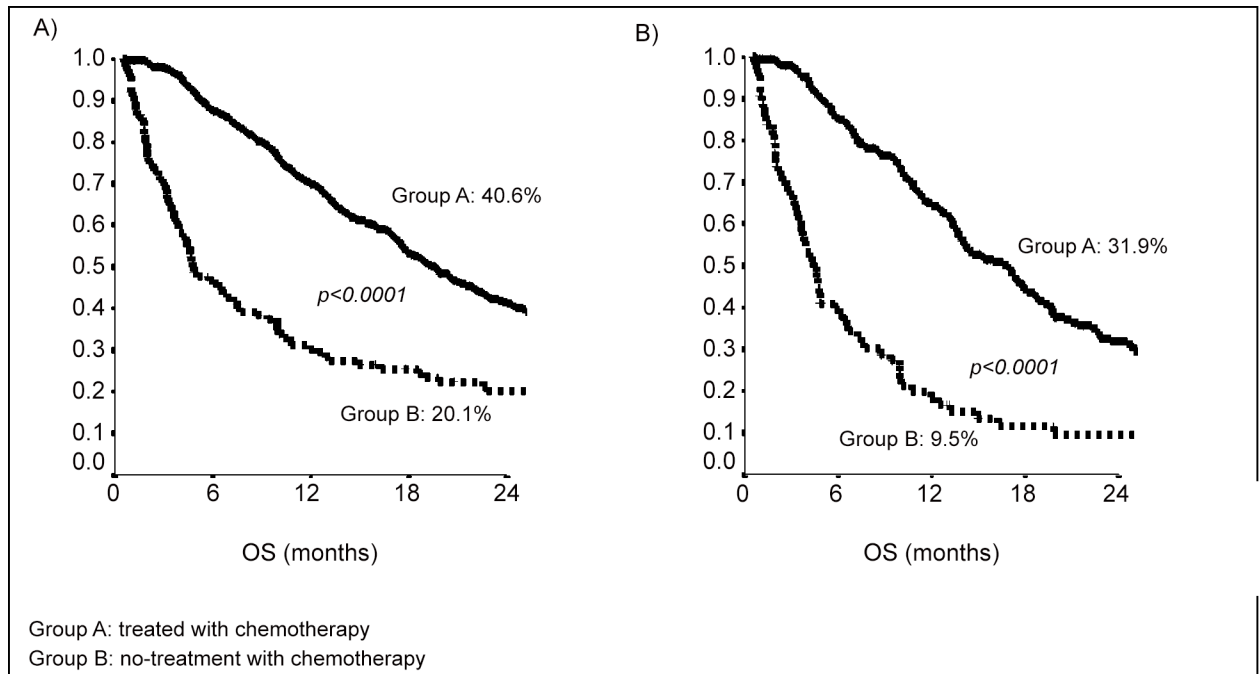 A)
1.0
0.9
0.8
0.7
0.6
0.5
0.4
0.3
0.2
0.1
0.0
Group A: 40.6%
p<0.0001
Group B: 20.1%
0 6 12 18 24
OS (months)
B)
1.0
0.9
0.8
0.7
0.6
0.5
0.4
0.3
0.2
0.1
0.0
Group A: 31.9%
p<0.0001
Group B: 9.5%
0 6 12 18 24
OS (months)
Group A: treated with chemotherapy
Group B: no-treatment with chemotherapy